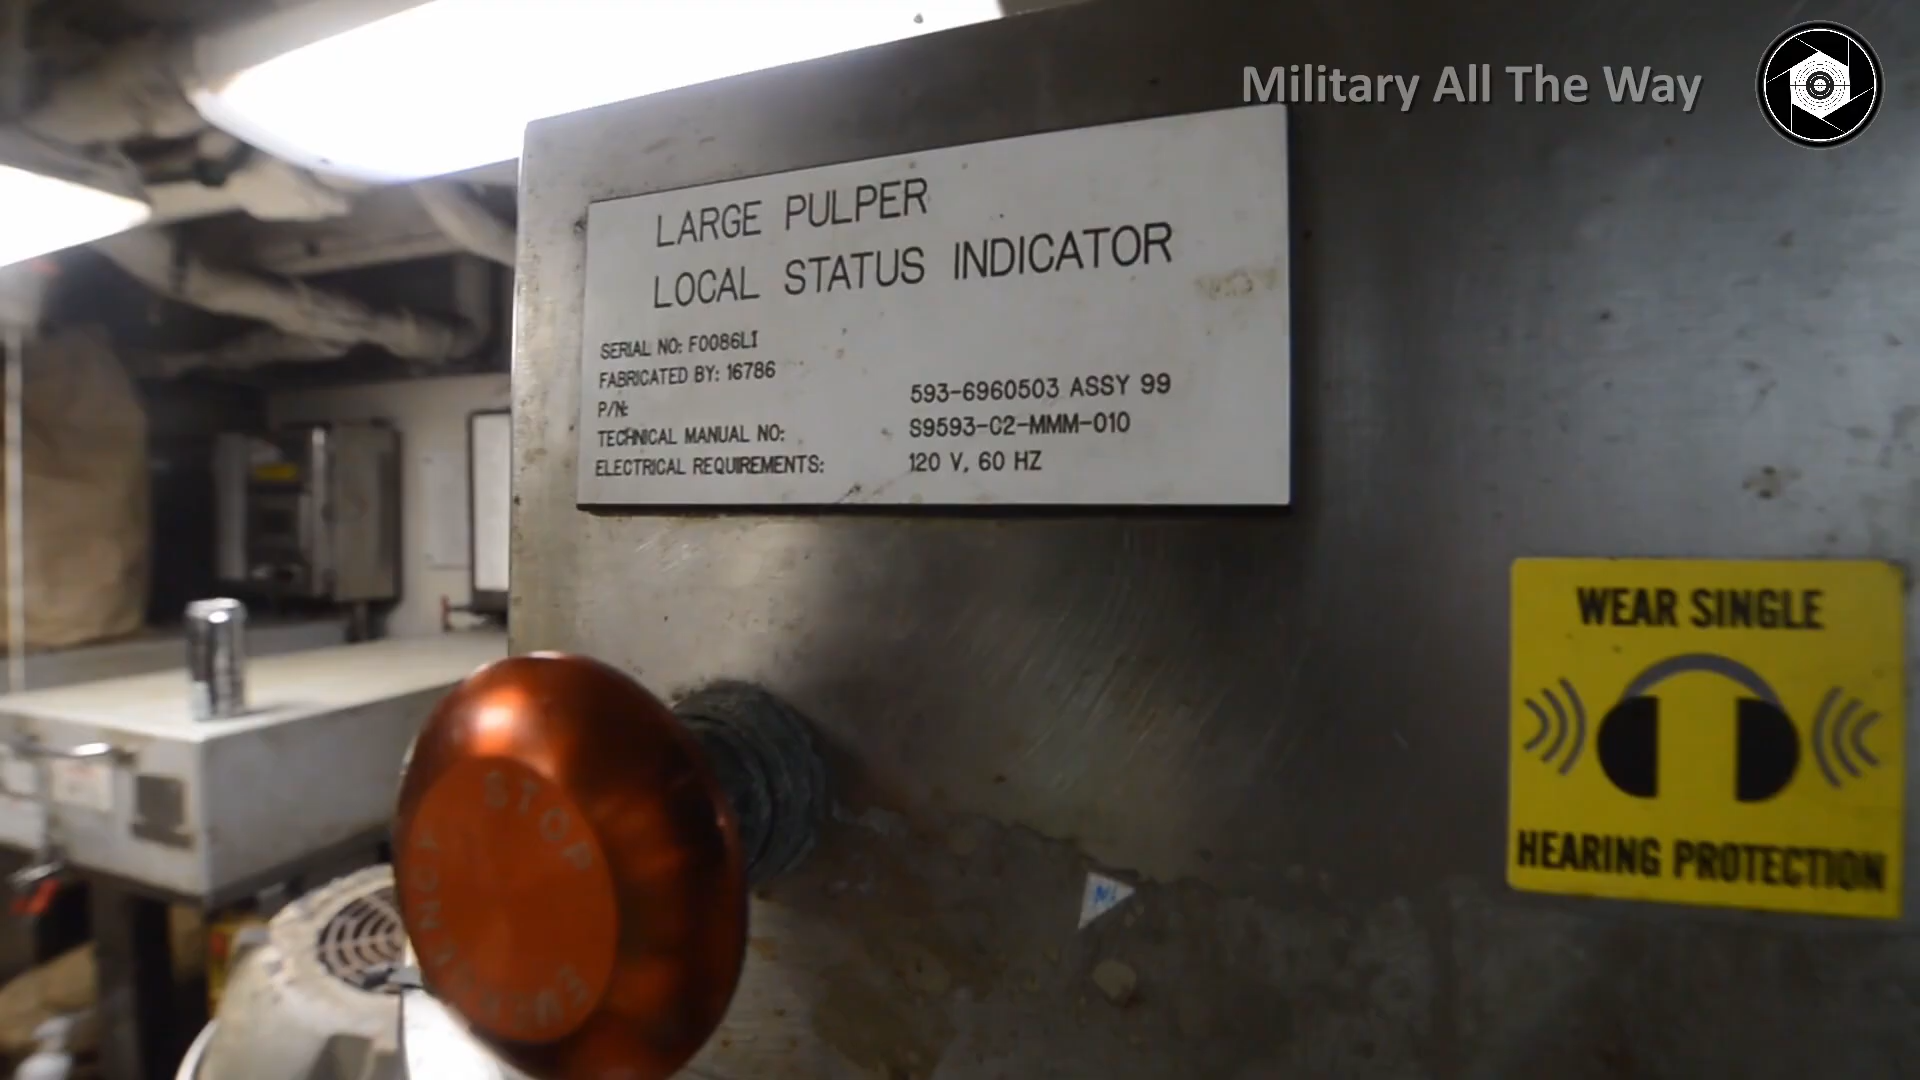 Military All The Way
LARGE PULPER
LOCAL STATUS INDICATOR
SERIAL NO: F0086LI
FABRICATED BY: 16786
P/N: 593-6960503 ASSY 99
TECHNICAL MANUAL NO: S9593-C2-MMM-010
ELECTRICAL REQUIREMENTS: 120 V, 60 HZ
WEAR SINGLE
HEARING PROTECTION
EMERGENCY
STOP